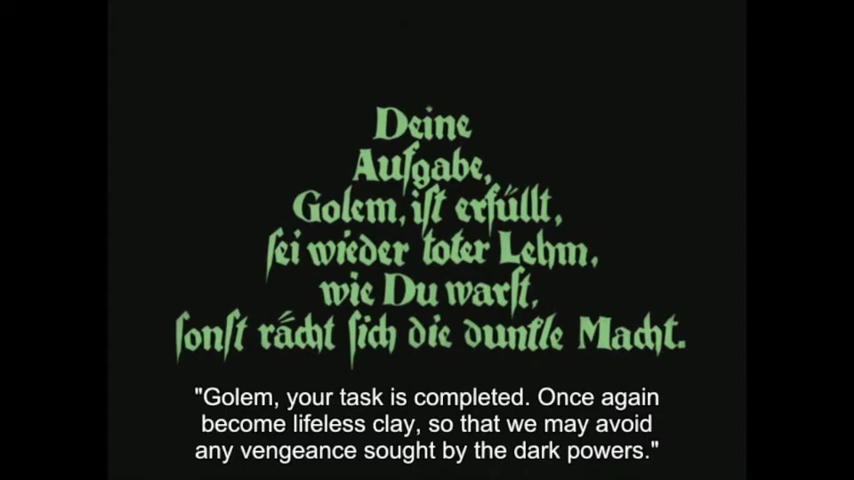 Deine
Aufgabe,
Golem, iſt erfüllt,
ſei wieder toter Lehm,
wie Du warſt,
ſonſt rächt ſich die dunkle Macht.
"Golem, your task is completed. Once again
become lifeless clay, so that we may avoid
any vengeance sought by the dark powers."